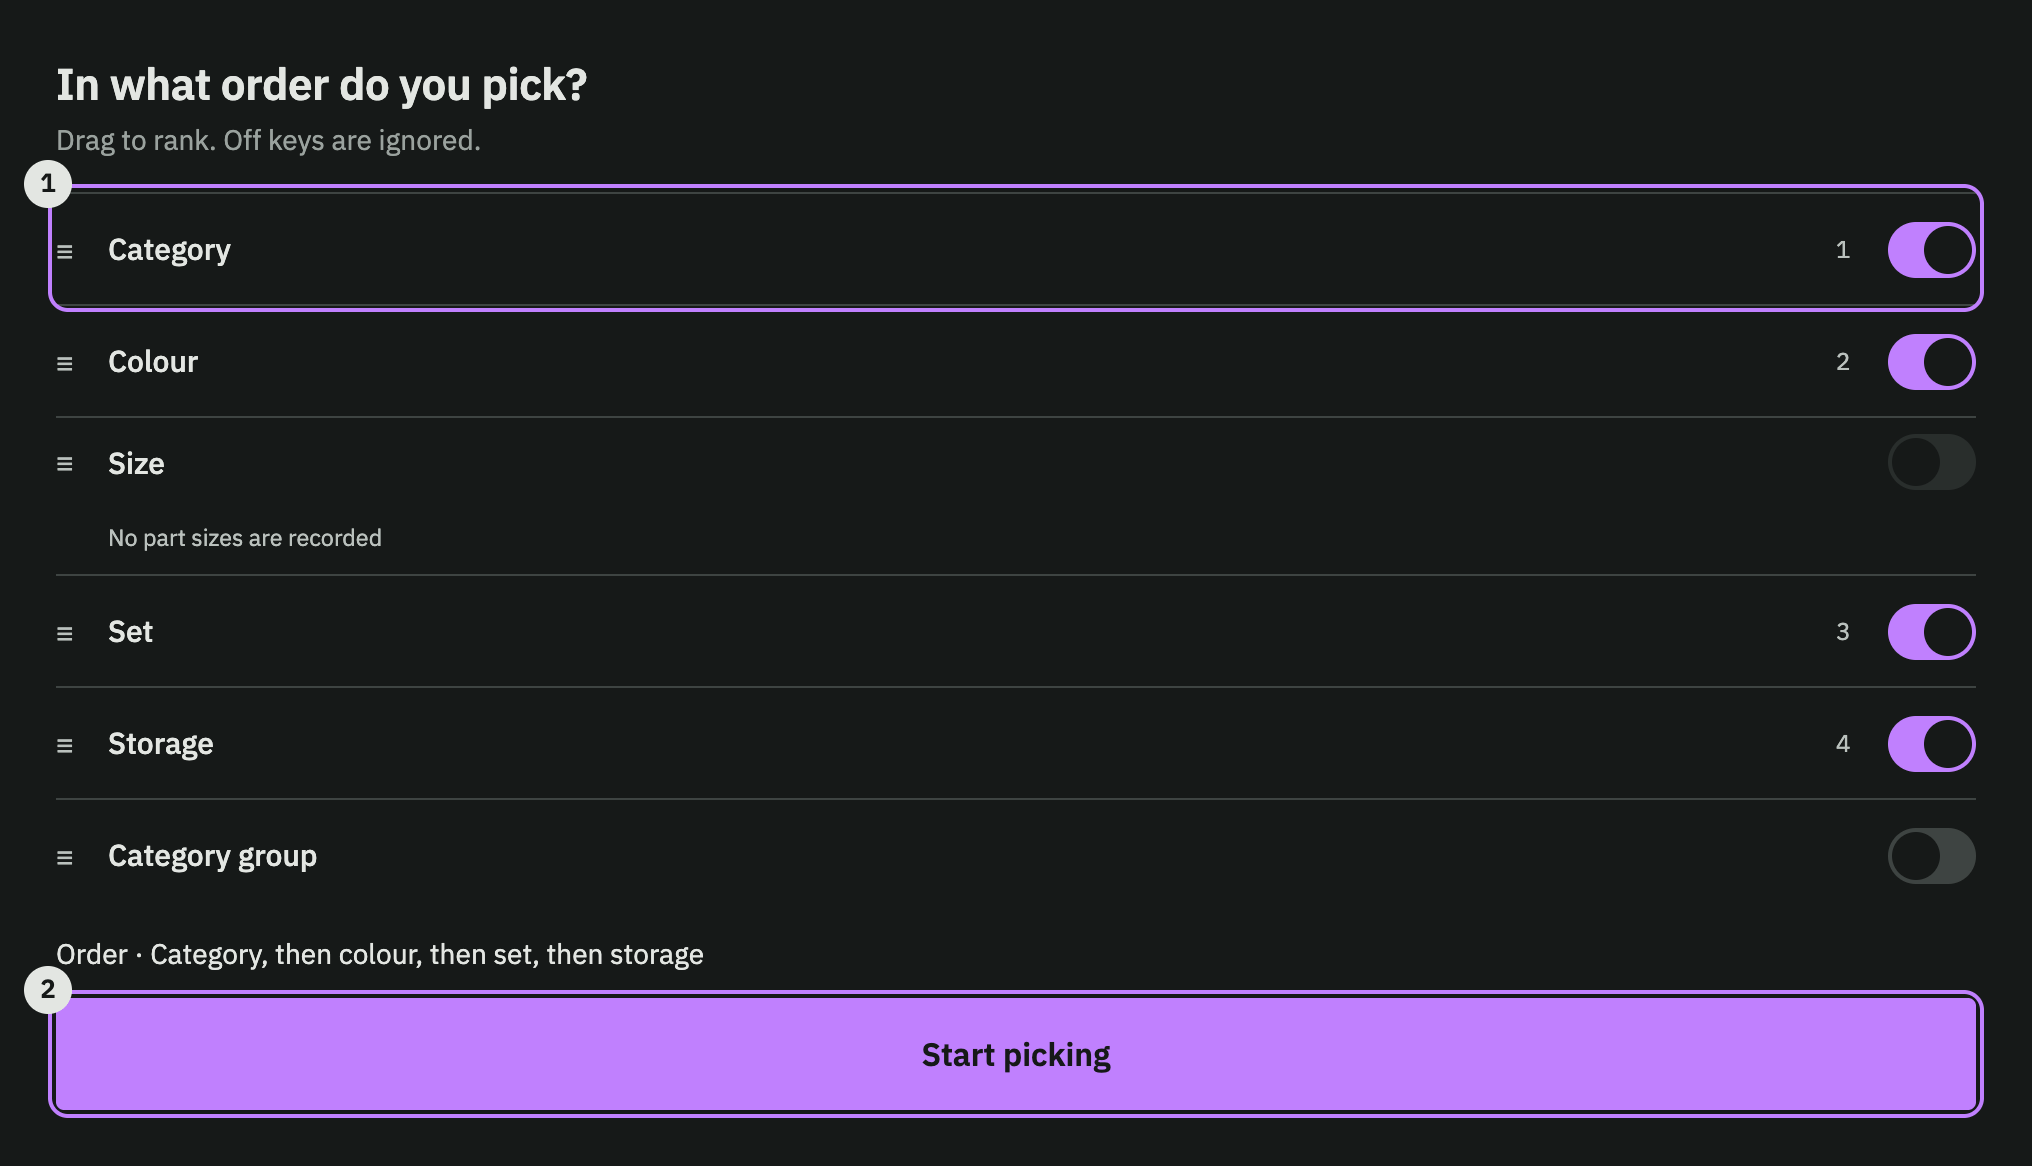 In what order do you pick?
Drag to rank. Off keys are ignored.
1
Category 1
Colour 2
Size
No part sizes are recorded
Set 3
Storage 4
Category group
Order · Category, then colour, then set, then storage
2
Start picking